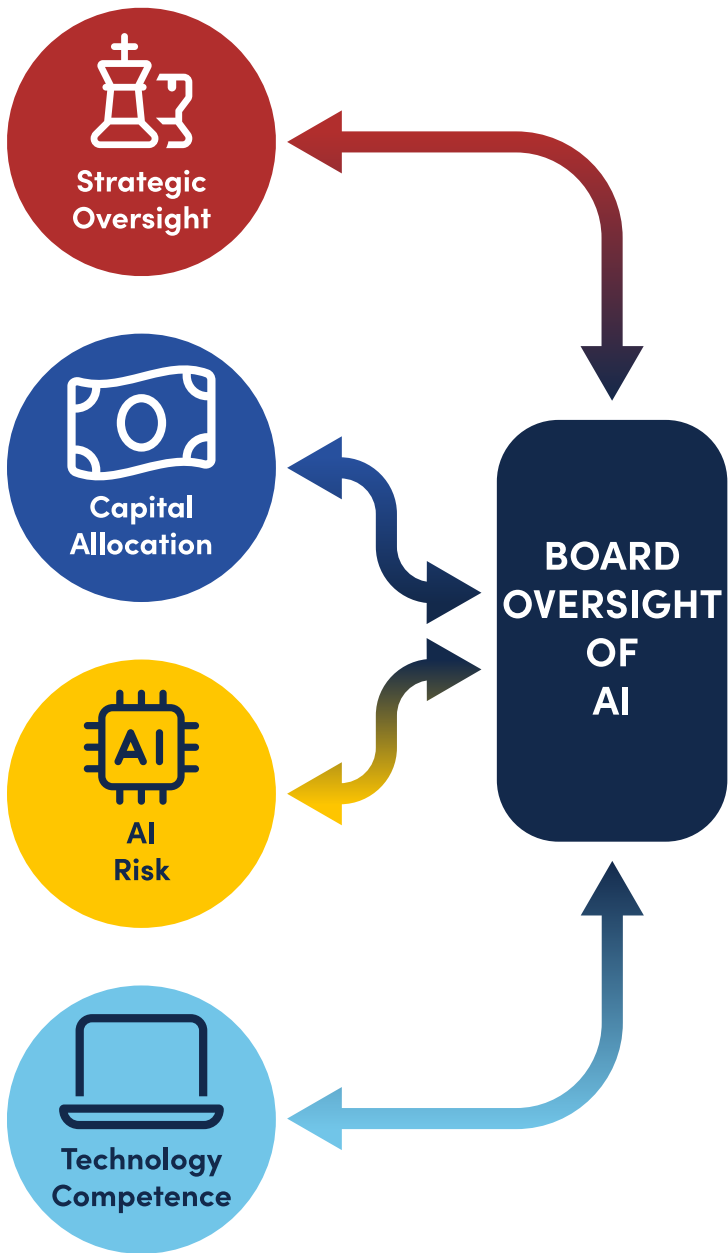 Strategic
Oversight
Capital
Allocation
AI
AI
Risk
Technology
Competence
BOARD
OVERSIGHT
OF
AI